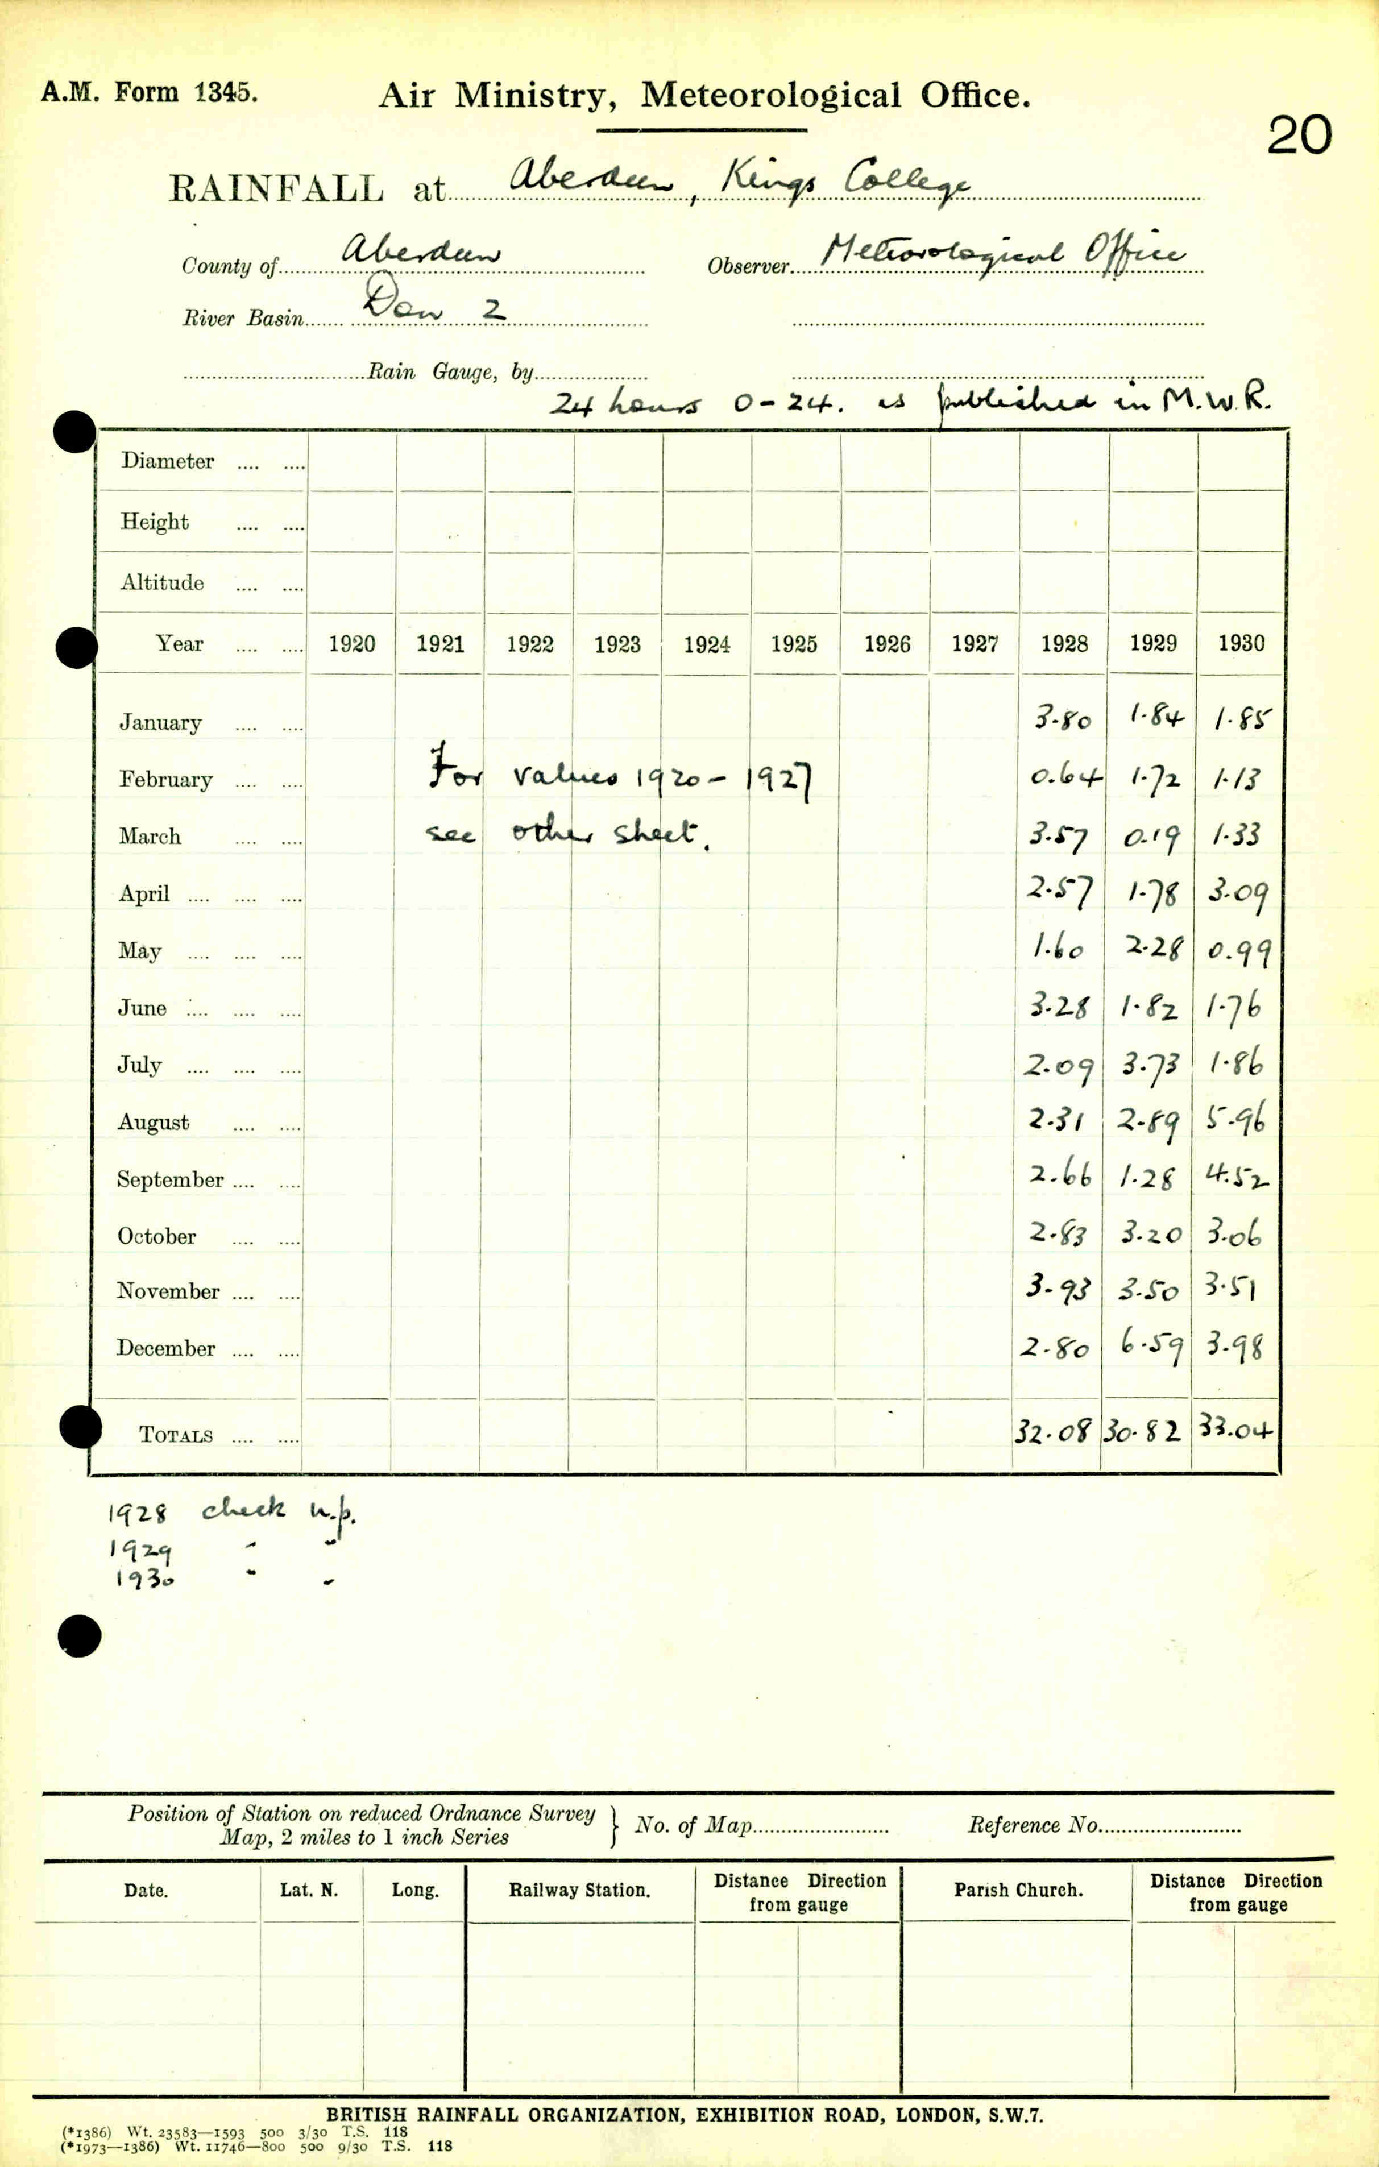 A.M. Form 1345.
Air Ministry, Meteorological Office.
20
RAINFALL at Aberdeen, Kings College
County of Aberdeen Observer Meteorological Office
River Basin Don 2
Rain Gauge, by
24 hours 0-24. as published in M.W.R.
Diameter
Height
Altitude
Year 1920 1921 1922 1923 1924 1925 1926 1927 1928 1929 1930
January 3.80 1.84 1.85
February For values 1920-1927 0.64 1.72 1.13
March see other sheet. 3.57 0.19 1.33
April 2.57 1.78 3.09
May 1.60 2.28 0.99
June 3.28 1.82 1.76
July 2.09 3.73 1.86
August 2.31 2.89 5.96
September 2.66 1.28 4.52
October 2.83 3.20 3.06
November 3.93 3.50 3.51
December 2.80 6.59 3.98
TOTALS 32.08 30.82 33.04
1928 check n.p.
1929 " "
1930 " "
Position of Station on reduced Ordnance Survey
Map, 2 miles to 1 inch Series } No. of Map Reference No.
Date. Lat. N. Long. Railway Station. Distance Direction from gauge Parish Church. Distance Direction from gauge
BRITISH RAINFALL ORGANIZATION, EXHIBITION ROAD, LONDON, S.W.7.
(*1386) Wt. 23583—1593 500 3/30 T.S. 118
(*1973—1386) Wt. 11746—800 500 9/30 T.S. 118